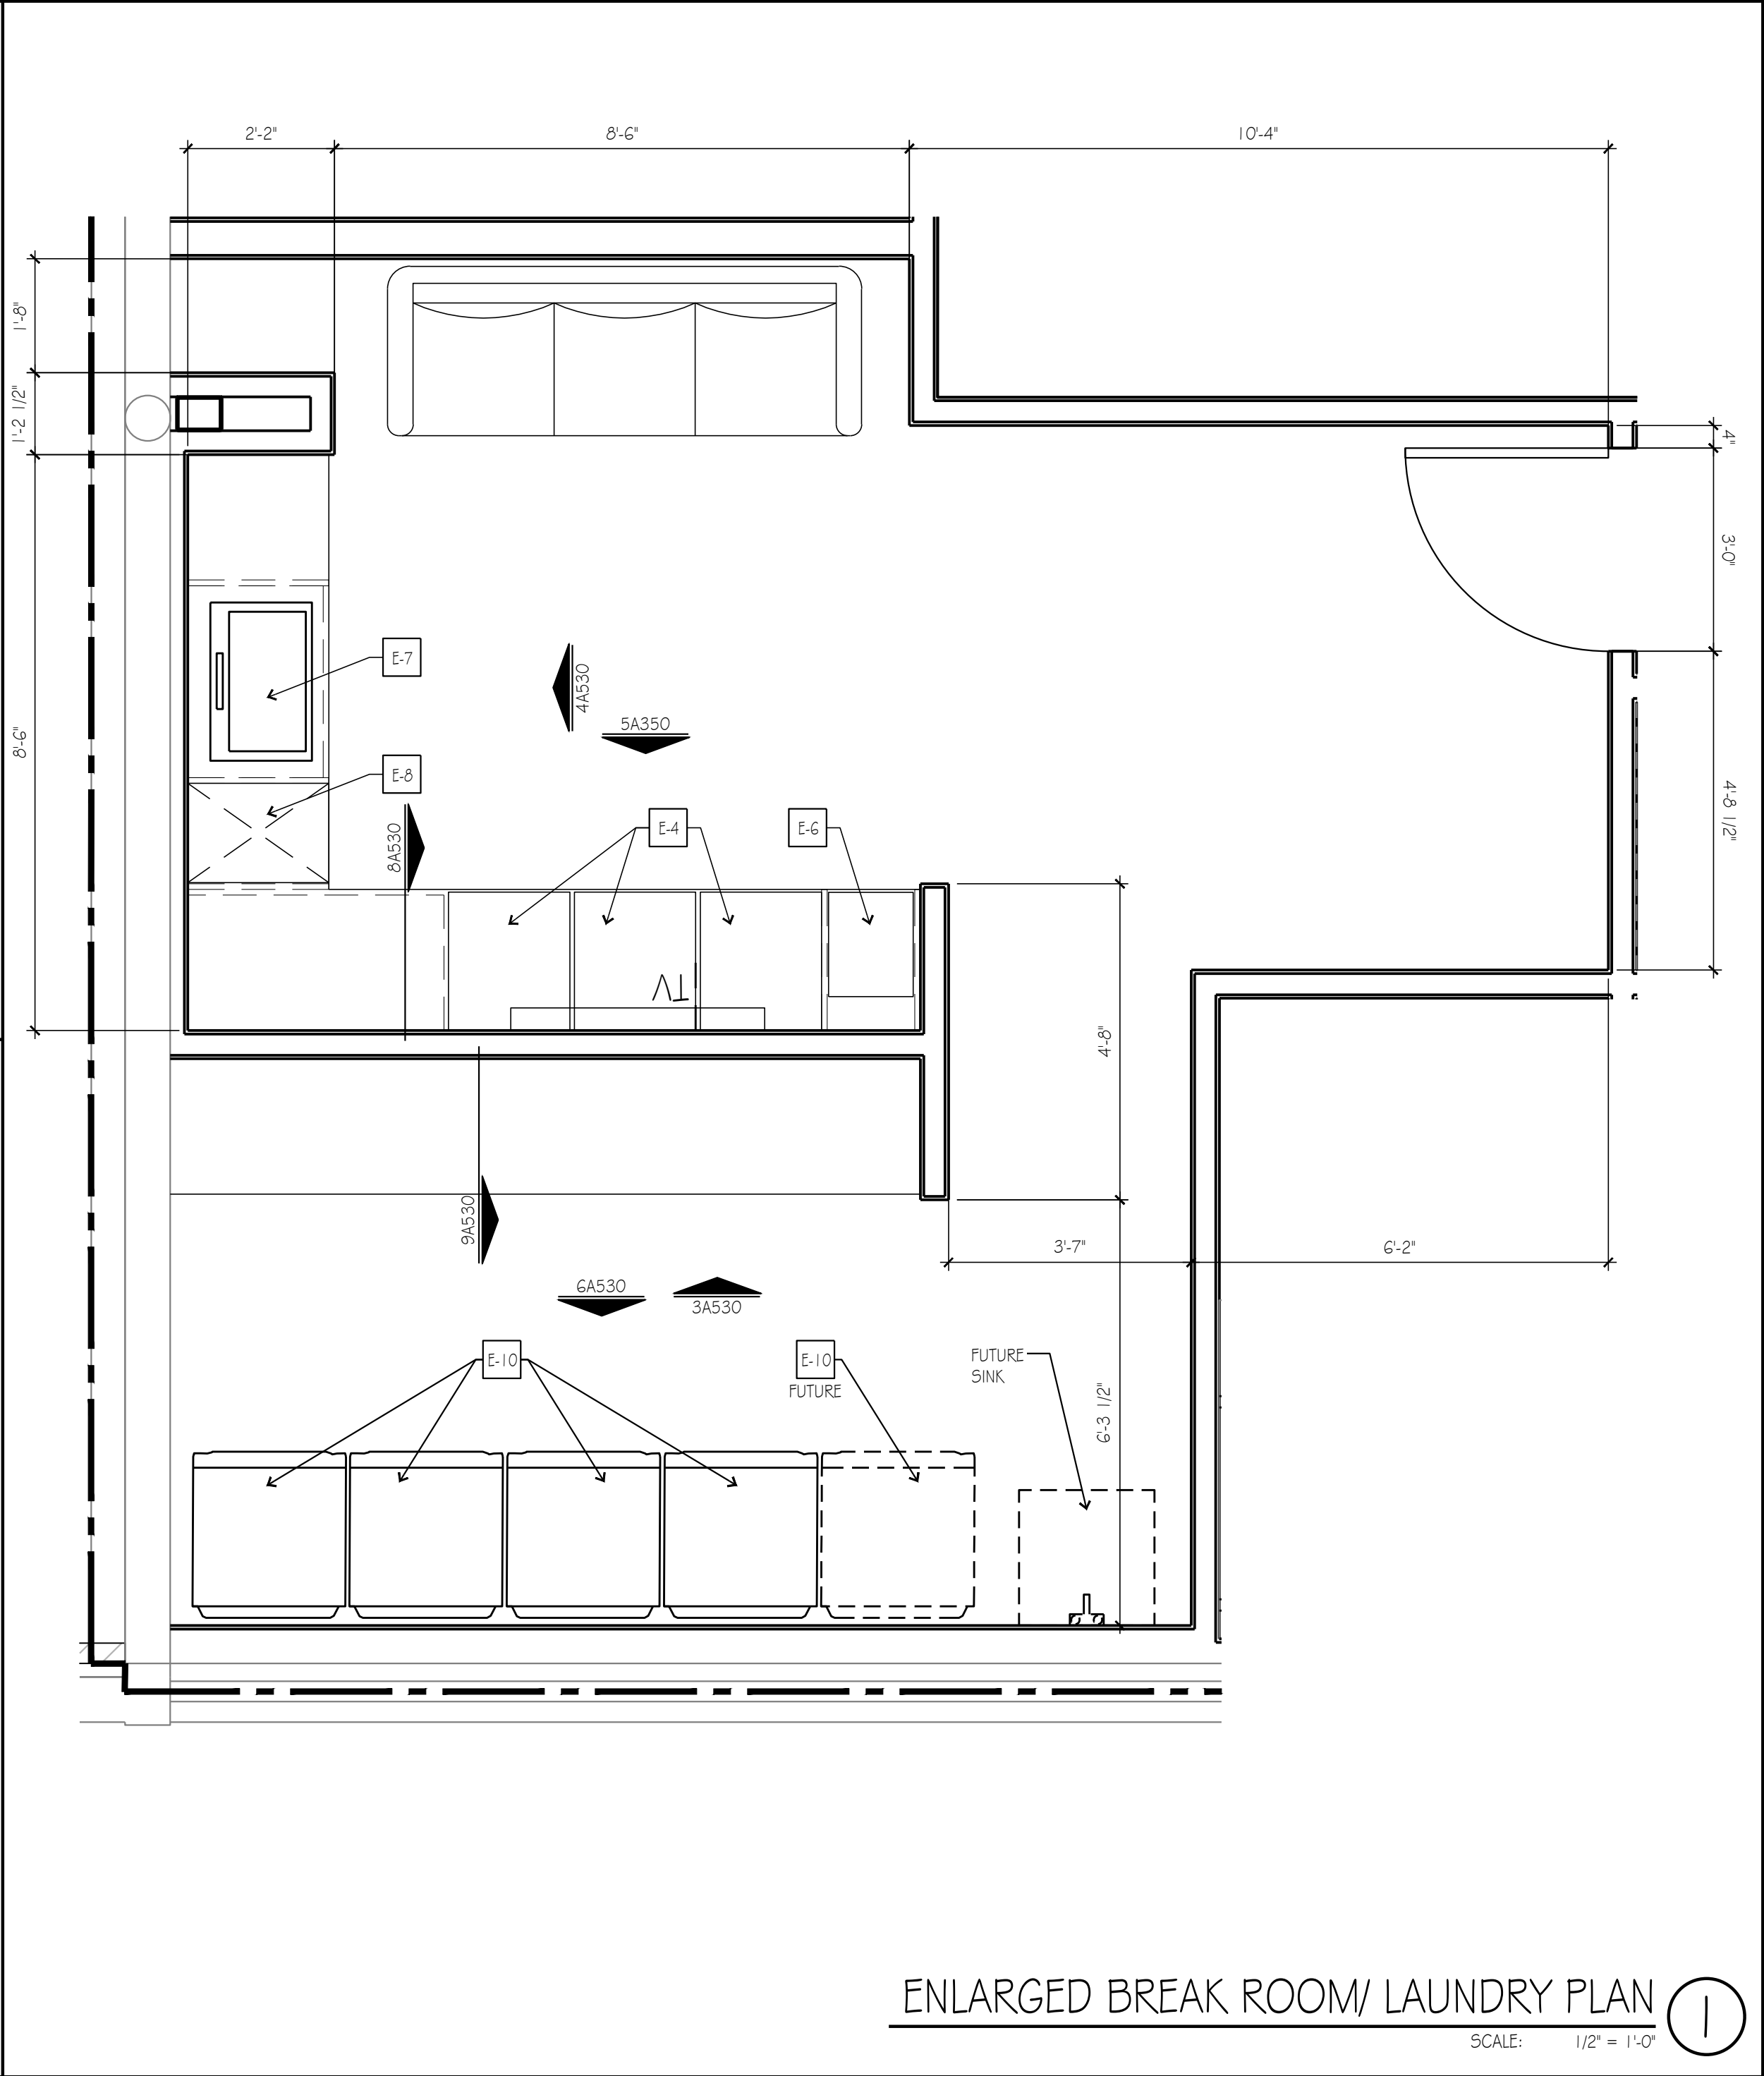 2'-2"
8'-6"
10'-4"
1'-8"
1'-2 1/2"
8'-6"
4"
3'-0"
4'-8 1/2"
E-7
4A530
5A350
E-8
8A530
E-4
E-6
TV
4'-8"
9A530
3'-7"
6'-2"
6A530
3A530
E-10
E-10
FUTURE
FUTURE
SINK
6'-3 1/2"
ENLARGED BREAK ROOM/ LAUNDRY PLAN
1
SCALE: 1/2" = 1'-0"